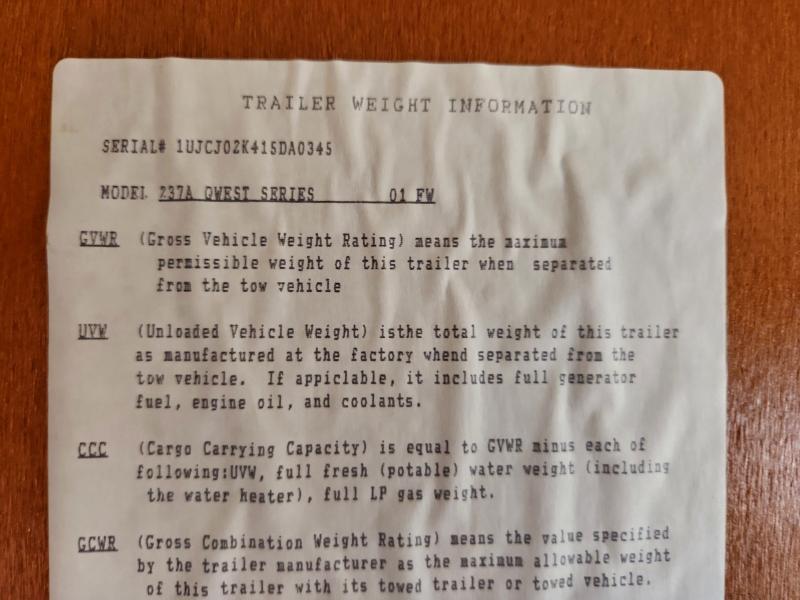 TRAILER WEIGHT INFORMATION
SERIAL# 1UJCJ02K415DA0345
MODEL 237A QWEST SERIES 01 FW
GVWR (Gross Vehicle Weight Rating) means the maximum
permissible weight of this trailer when separated
from the tow vehicle
UVW (Unloaded Vehicle Weight) isthe total weight of this trailer
as manufactured at the factory whend separated from the
tow vehicle. If appiclable, it includes full generator
fuel, engine oil, and coolants.
CCC (Cargo Carrying Capacity) is equal to GVWR minus each of
following:UVW, full fresh (potable) water weight (including
the water heater), full LP gas weight.
GCWR (Gross Combination Weight Rating) means the value specified
by the trailer manufacturer as the maximum allowable weight
of this trailer with its towed trailer or towed vehicle.